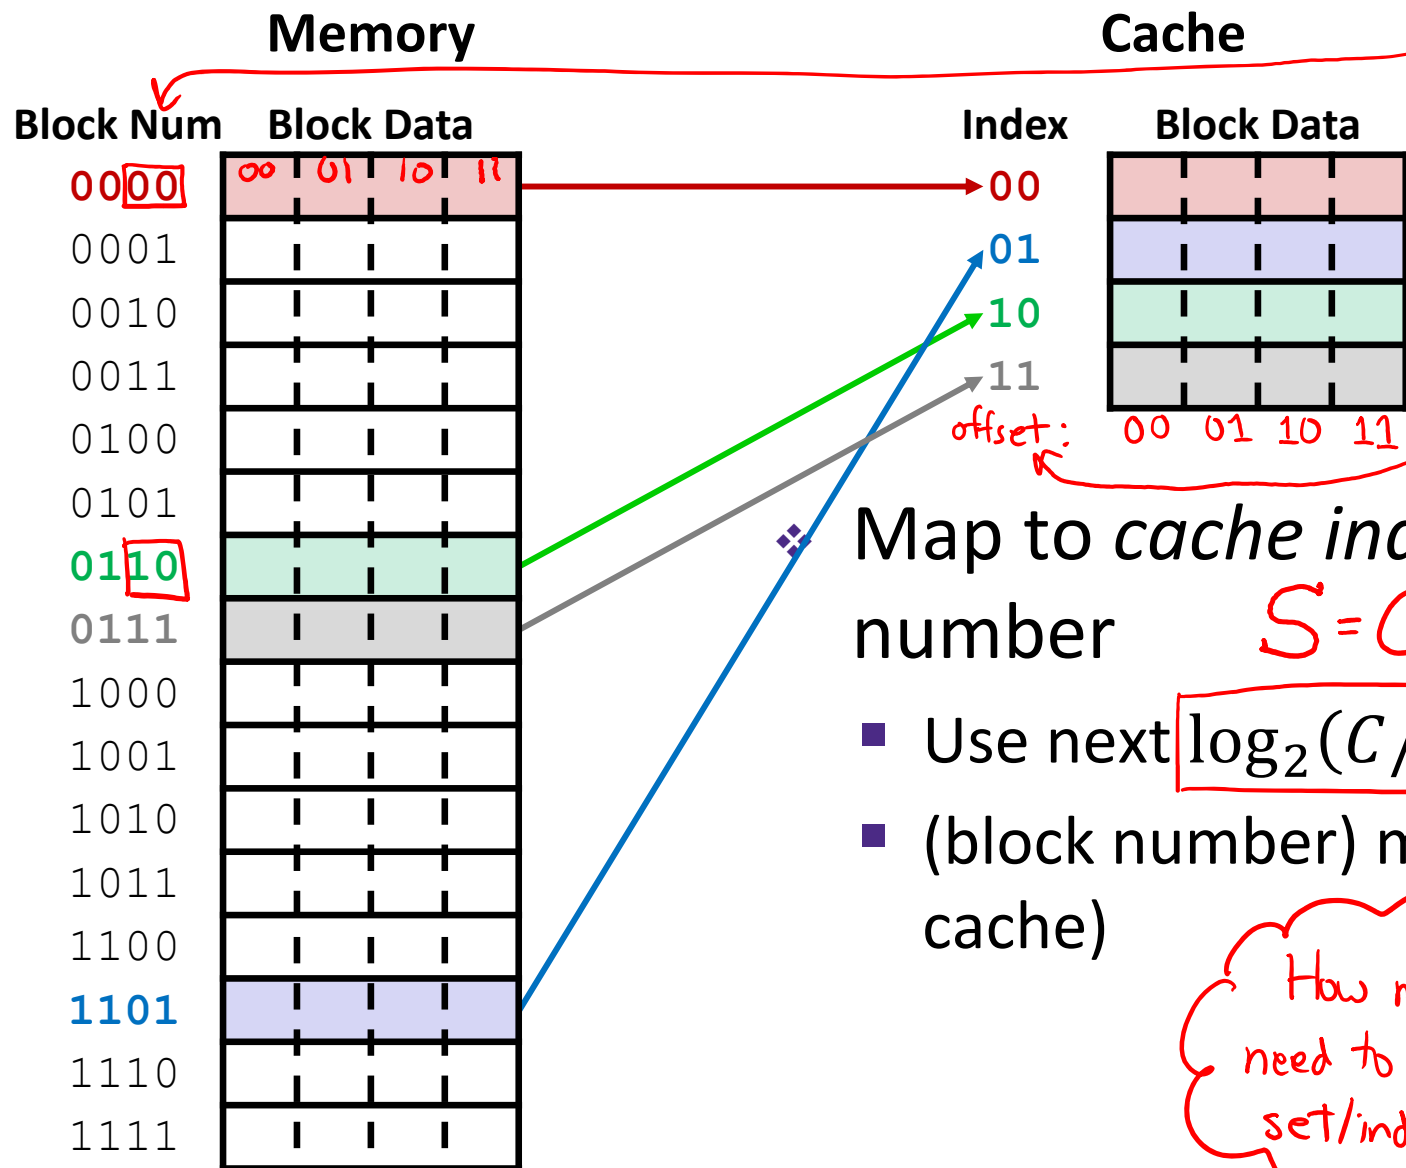 Memory Cache
Block Num Block Data Index Block Data
0000 00 01 10 11 00
0001 01
0010 10
0011 11
0100 offset: 00 01 10 11
0101
0110
0111
1000
1001
1010
1011
1100
1101
1110
1111
Map to cache
number S =
Use next log₂(C/
(block number)
cache)
How
need to
set/